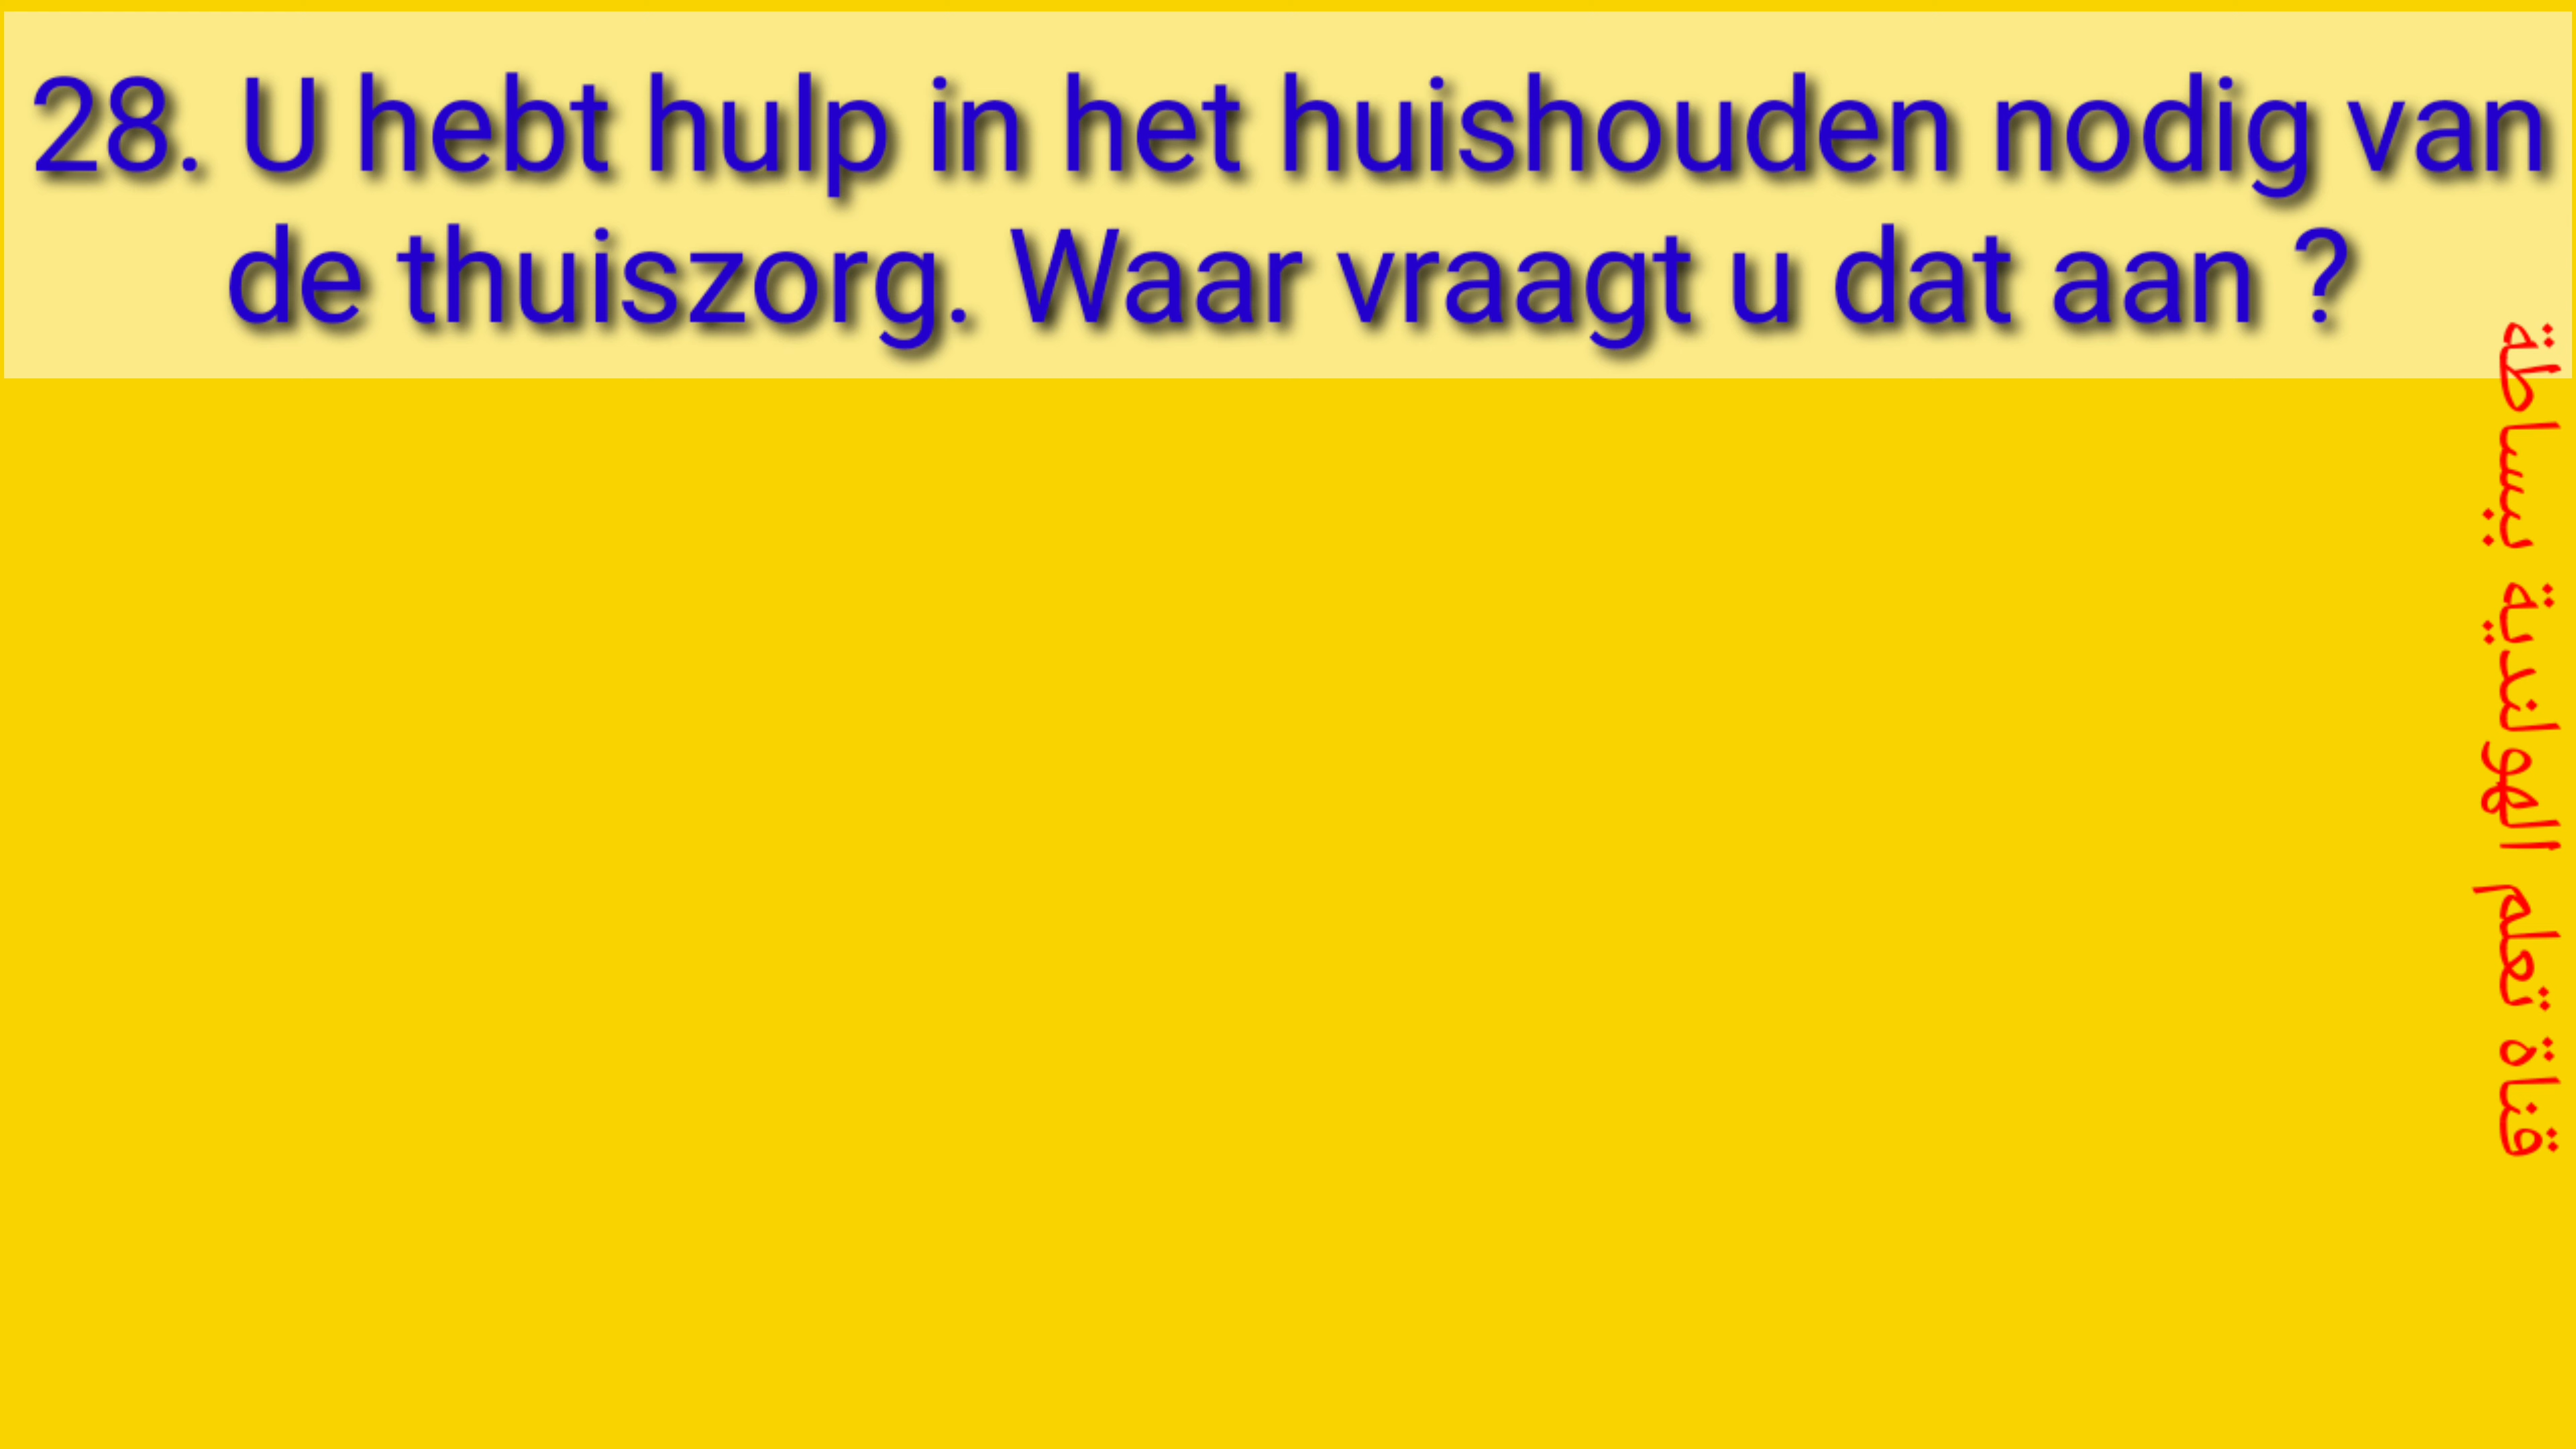 28. U hebt hulp in het huishouden nodig van
de thuiszorg. Waar vraagt u dat aan ?
قناة تعلم الهولندية ببساطة